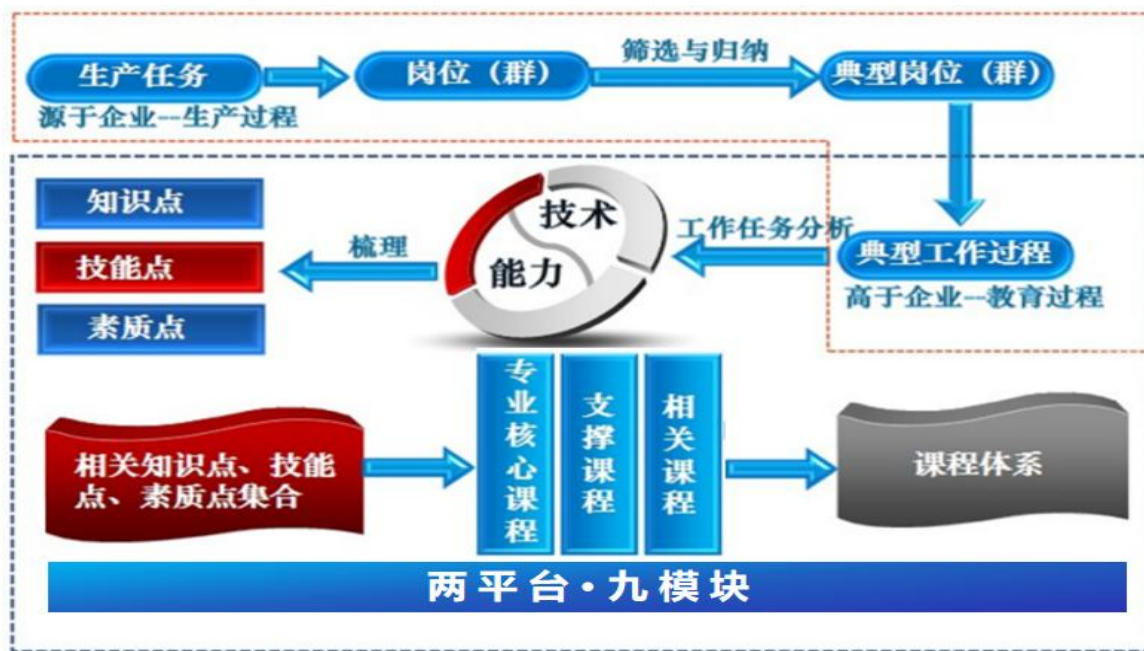 生产任务
岗位（群）
筛选与归纳
典型岗位（群）
源于企业--生产过程
知识点
技能点
素质点
梳理
技术
能力
工作任务分析
典型工作过程
高于企业--教育过程
相关知识点、技能
点、素质点集合
专业核心课程
支撑课程
相关课程
课程体系
两平台·九模块